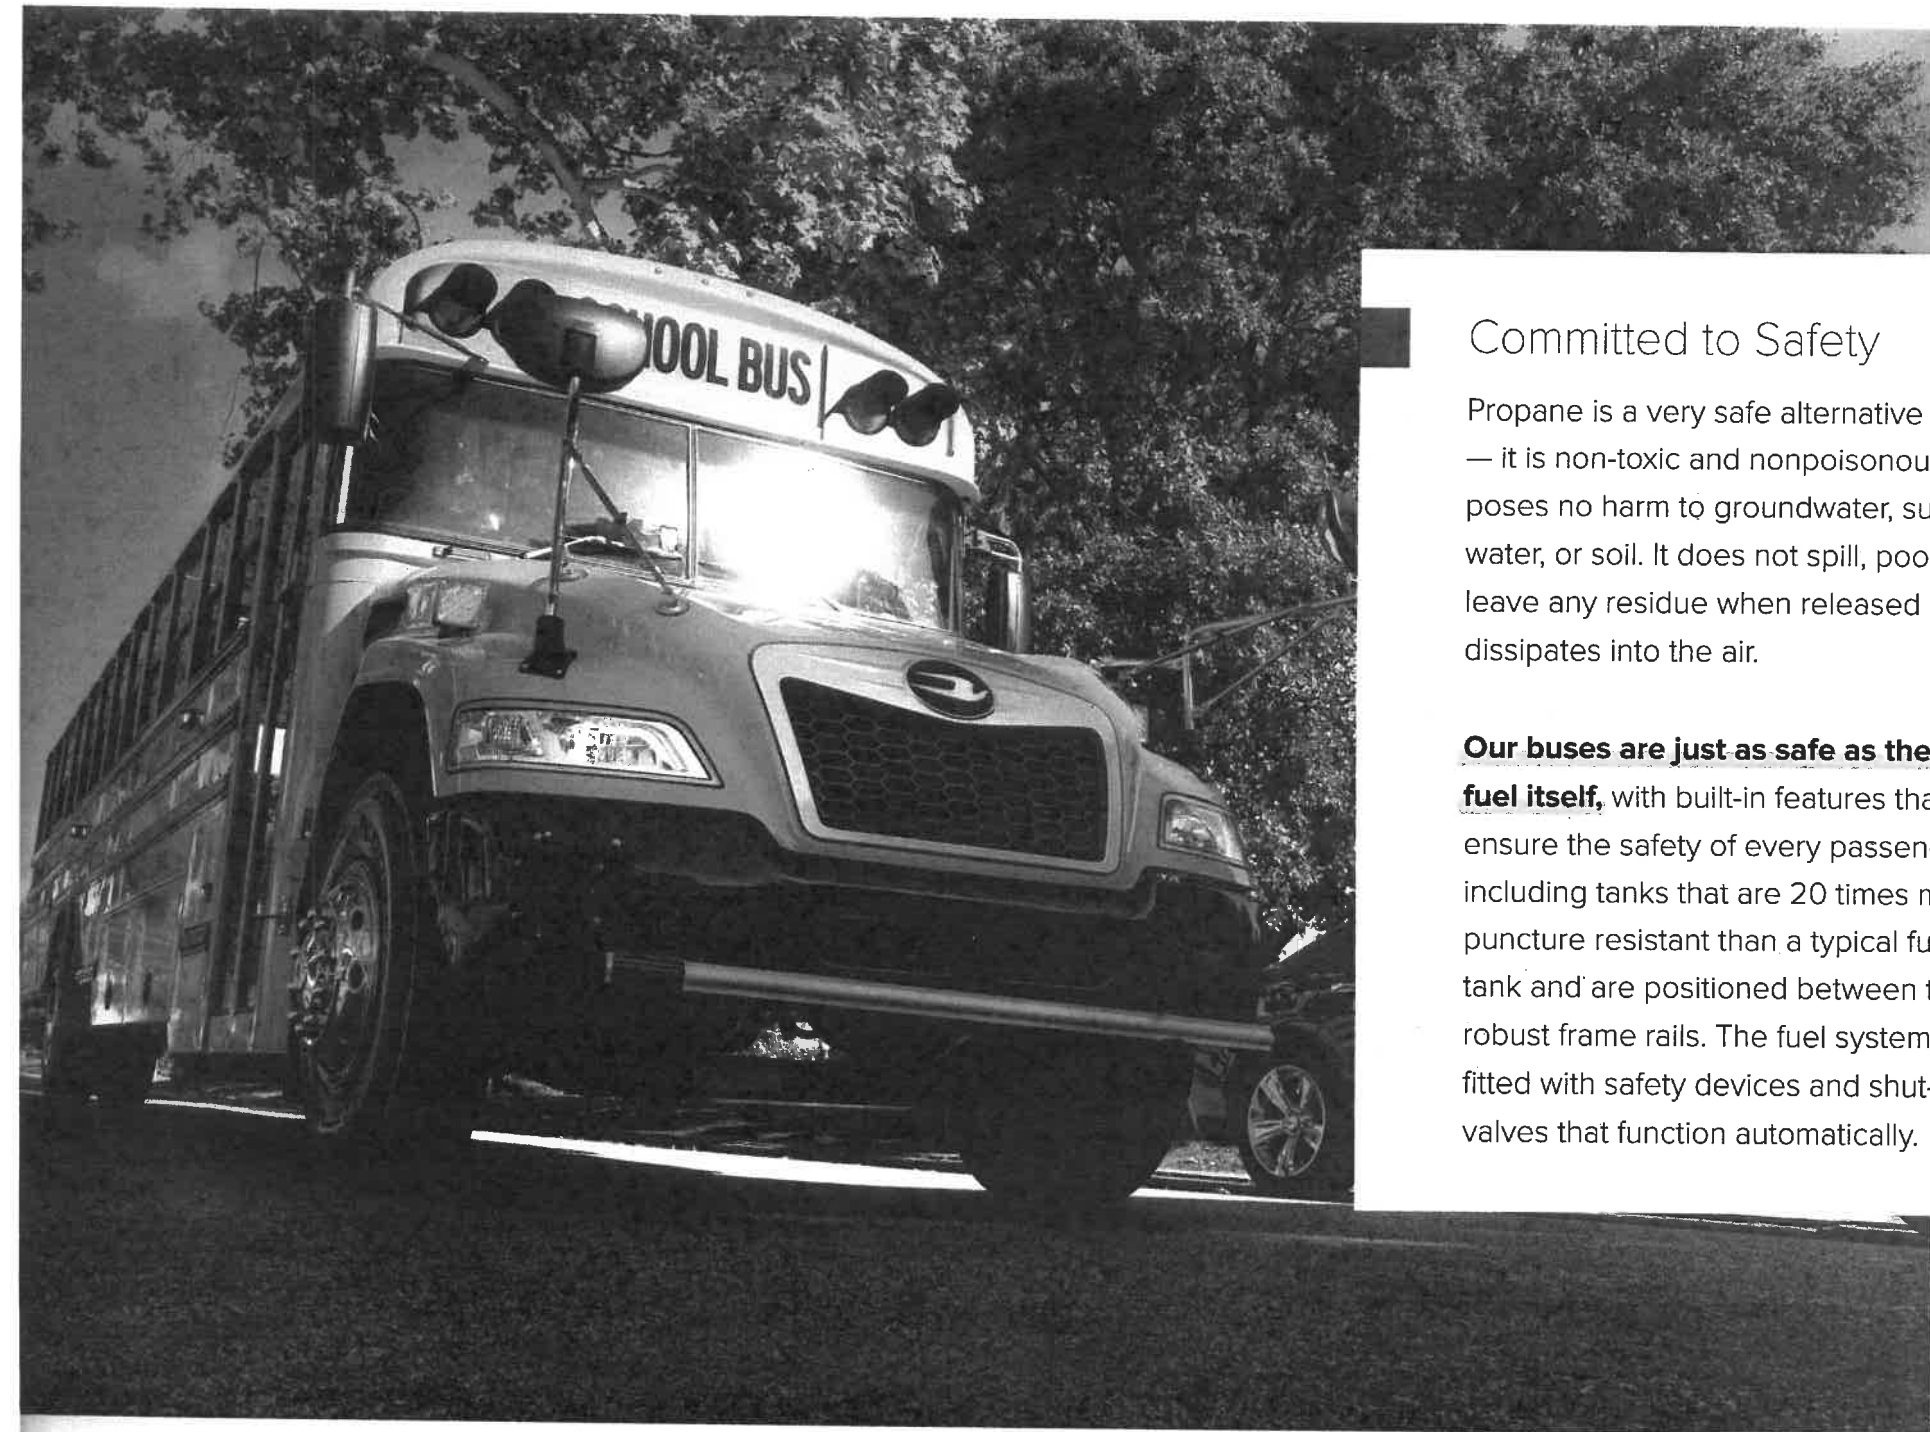 HOOL BUS
Committed to Safety
Propane is a very safe alternative
— it is non-toxic and nonpoisonou
poses no harm to groundwater, su
water, or soil. It does not spill, poo
leave any residue when released
dissipates into the air.
Our buses are just as safe as the
fuel itself, with built-in features tha
ensure the safety of every passen
including tanks that are 20 times
puncture resistant than a typical fu
tank and are positioned between
robust frame rails. The fuel system
fitted with safety devices and shut-
valves that function automatically.